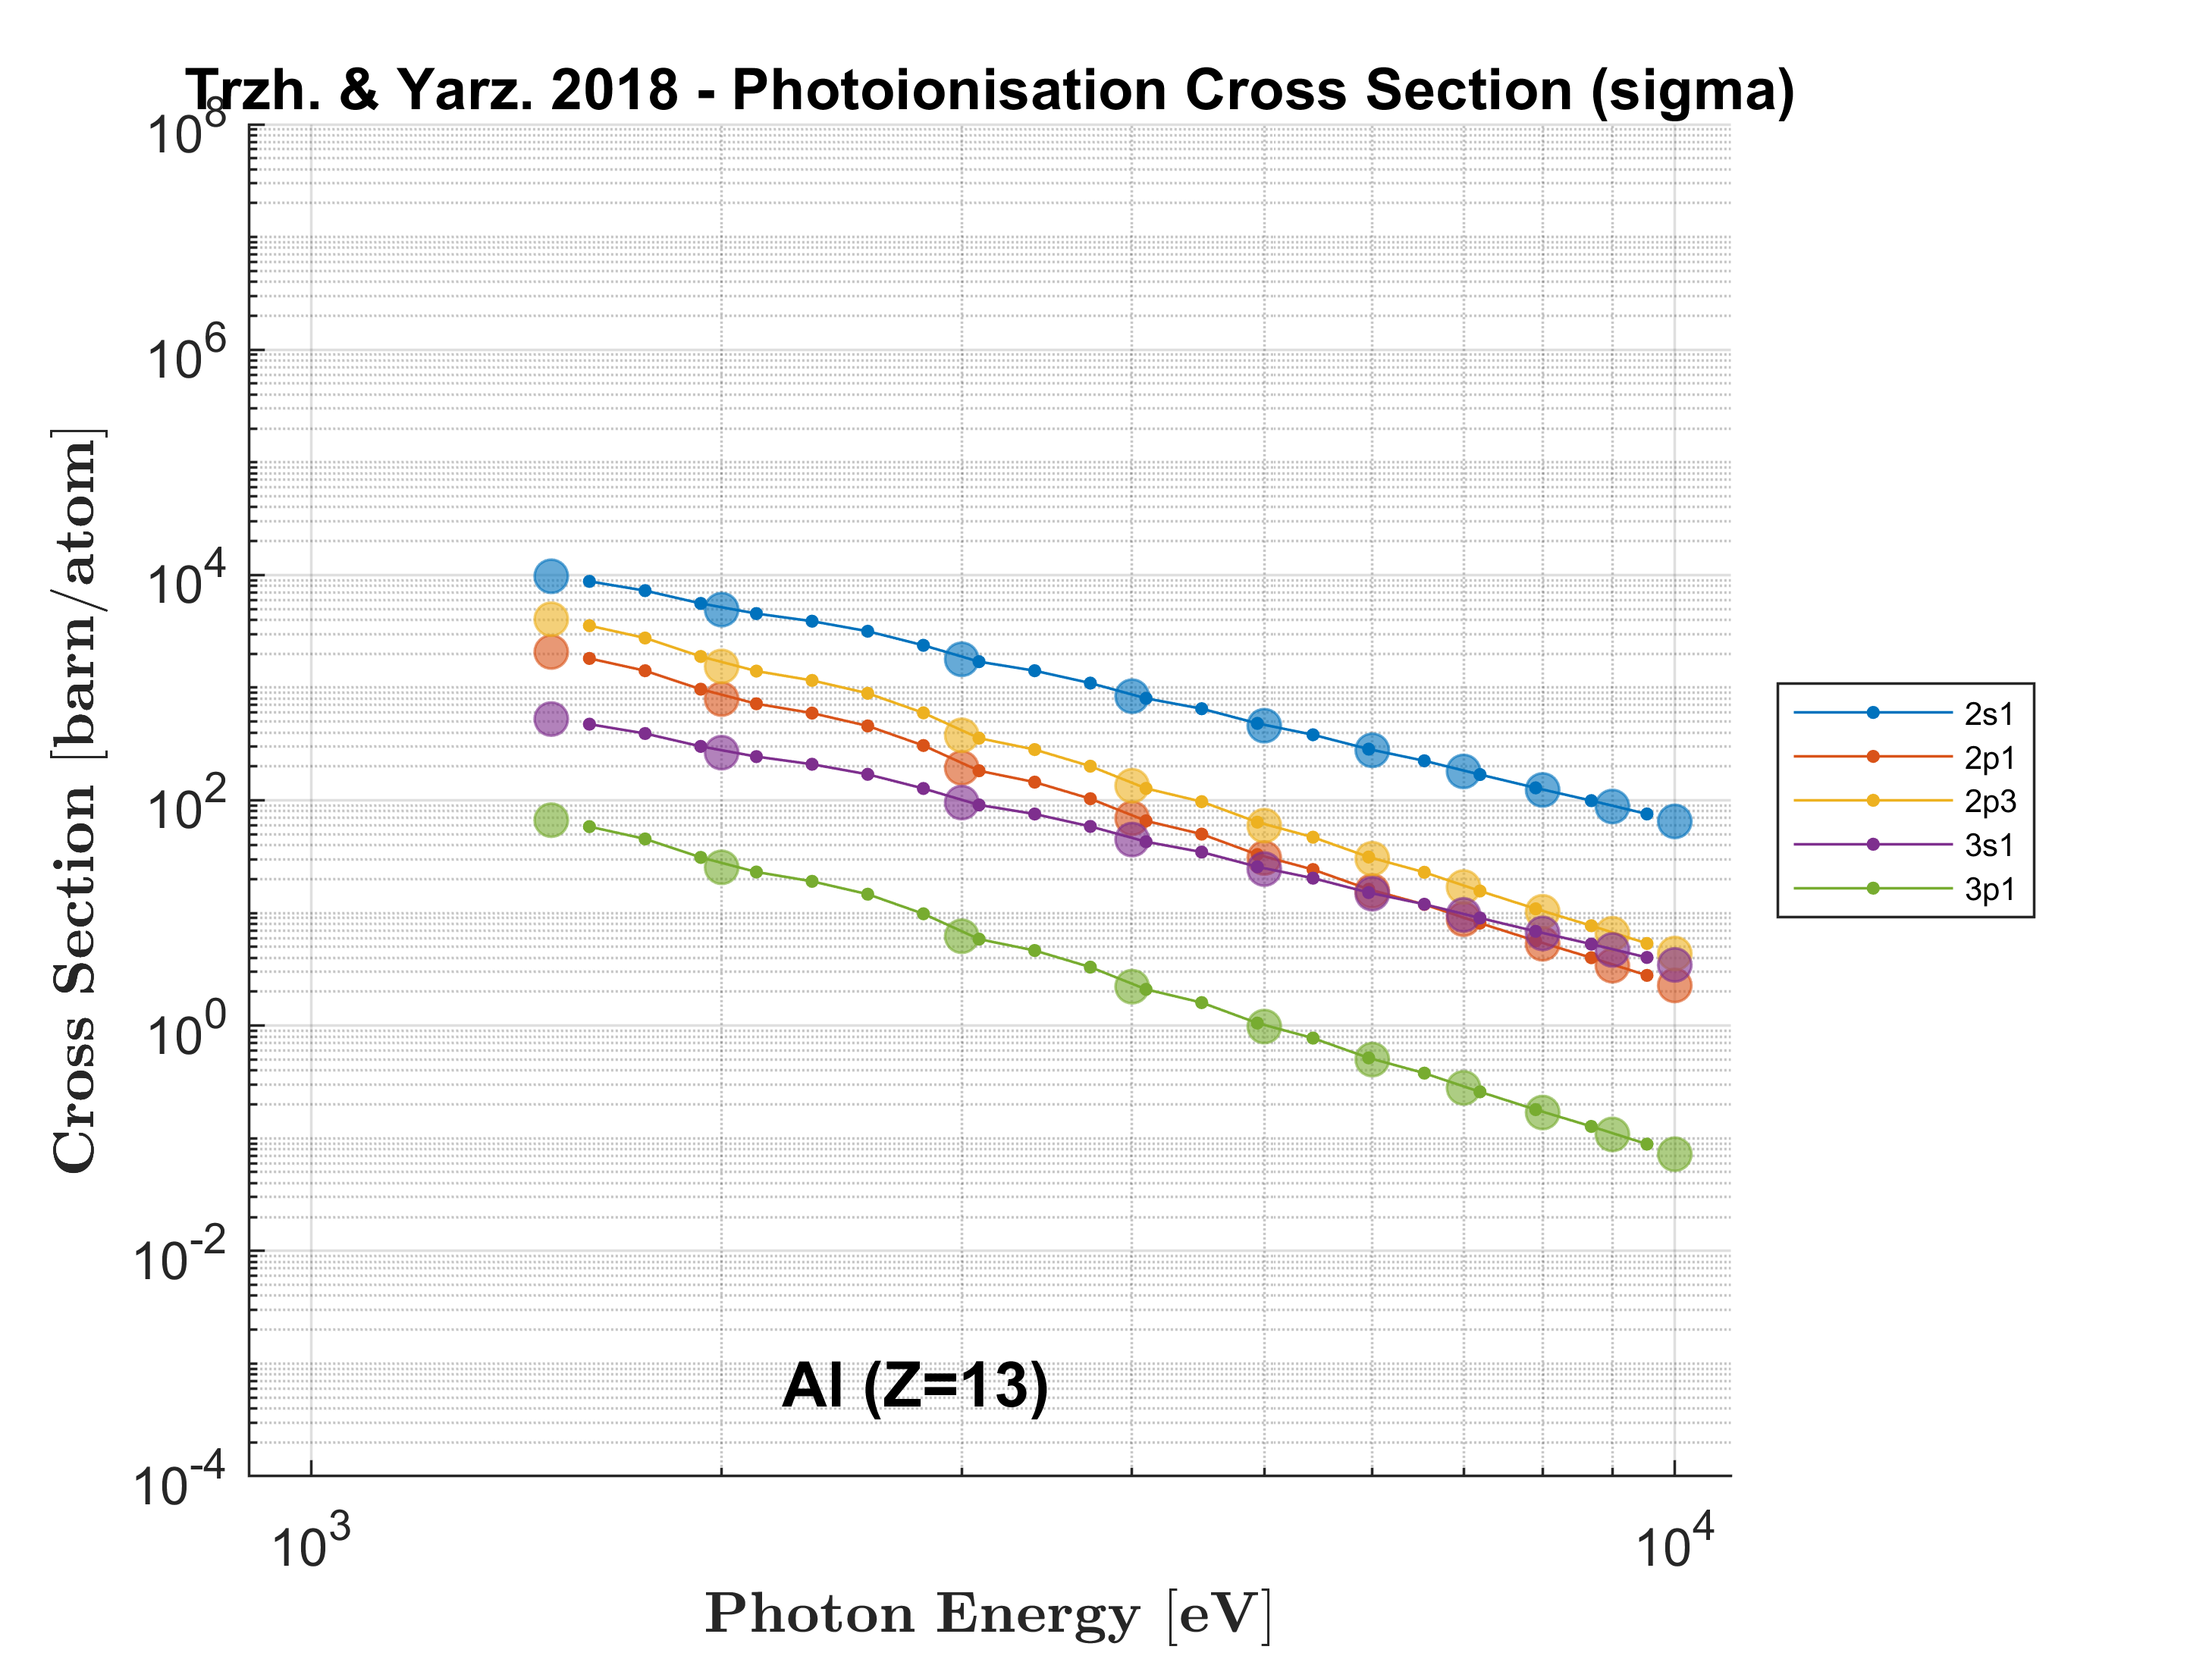 Trzh. & Yarz. 2018 - Photoionisation Cross Section (sigma)
10^8
10^6
10^4
10^2
10^0
10^-2
10^-4
Cross Section [barn/atom]
2s1
2p1
2p3
3s1
3p1
Al (Z=13)
10^3
10^4
Photon Energy [eV]